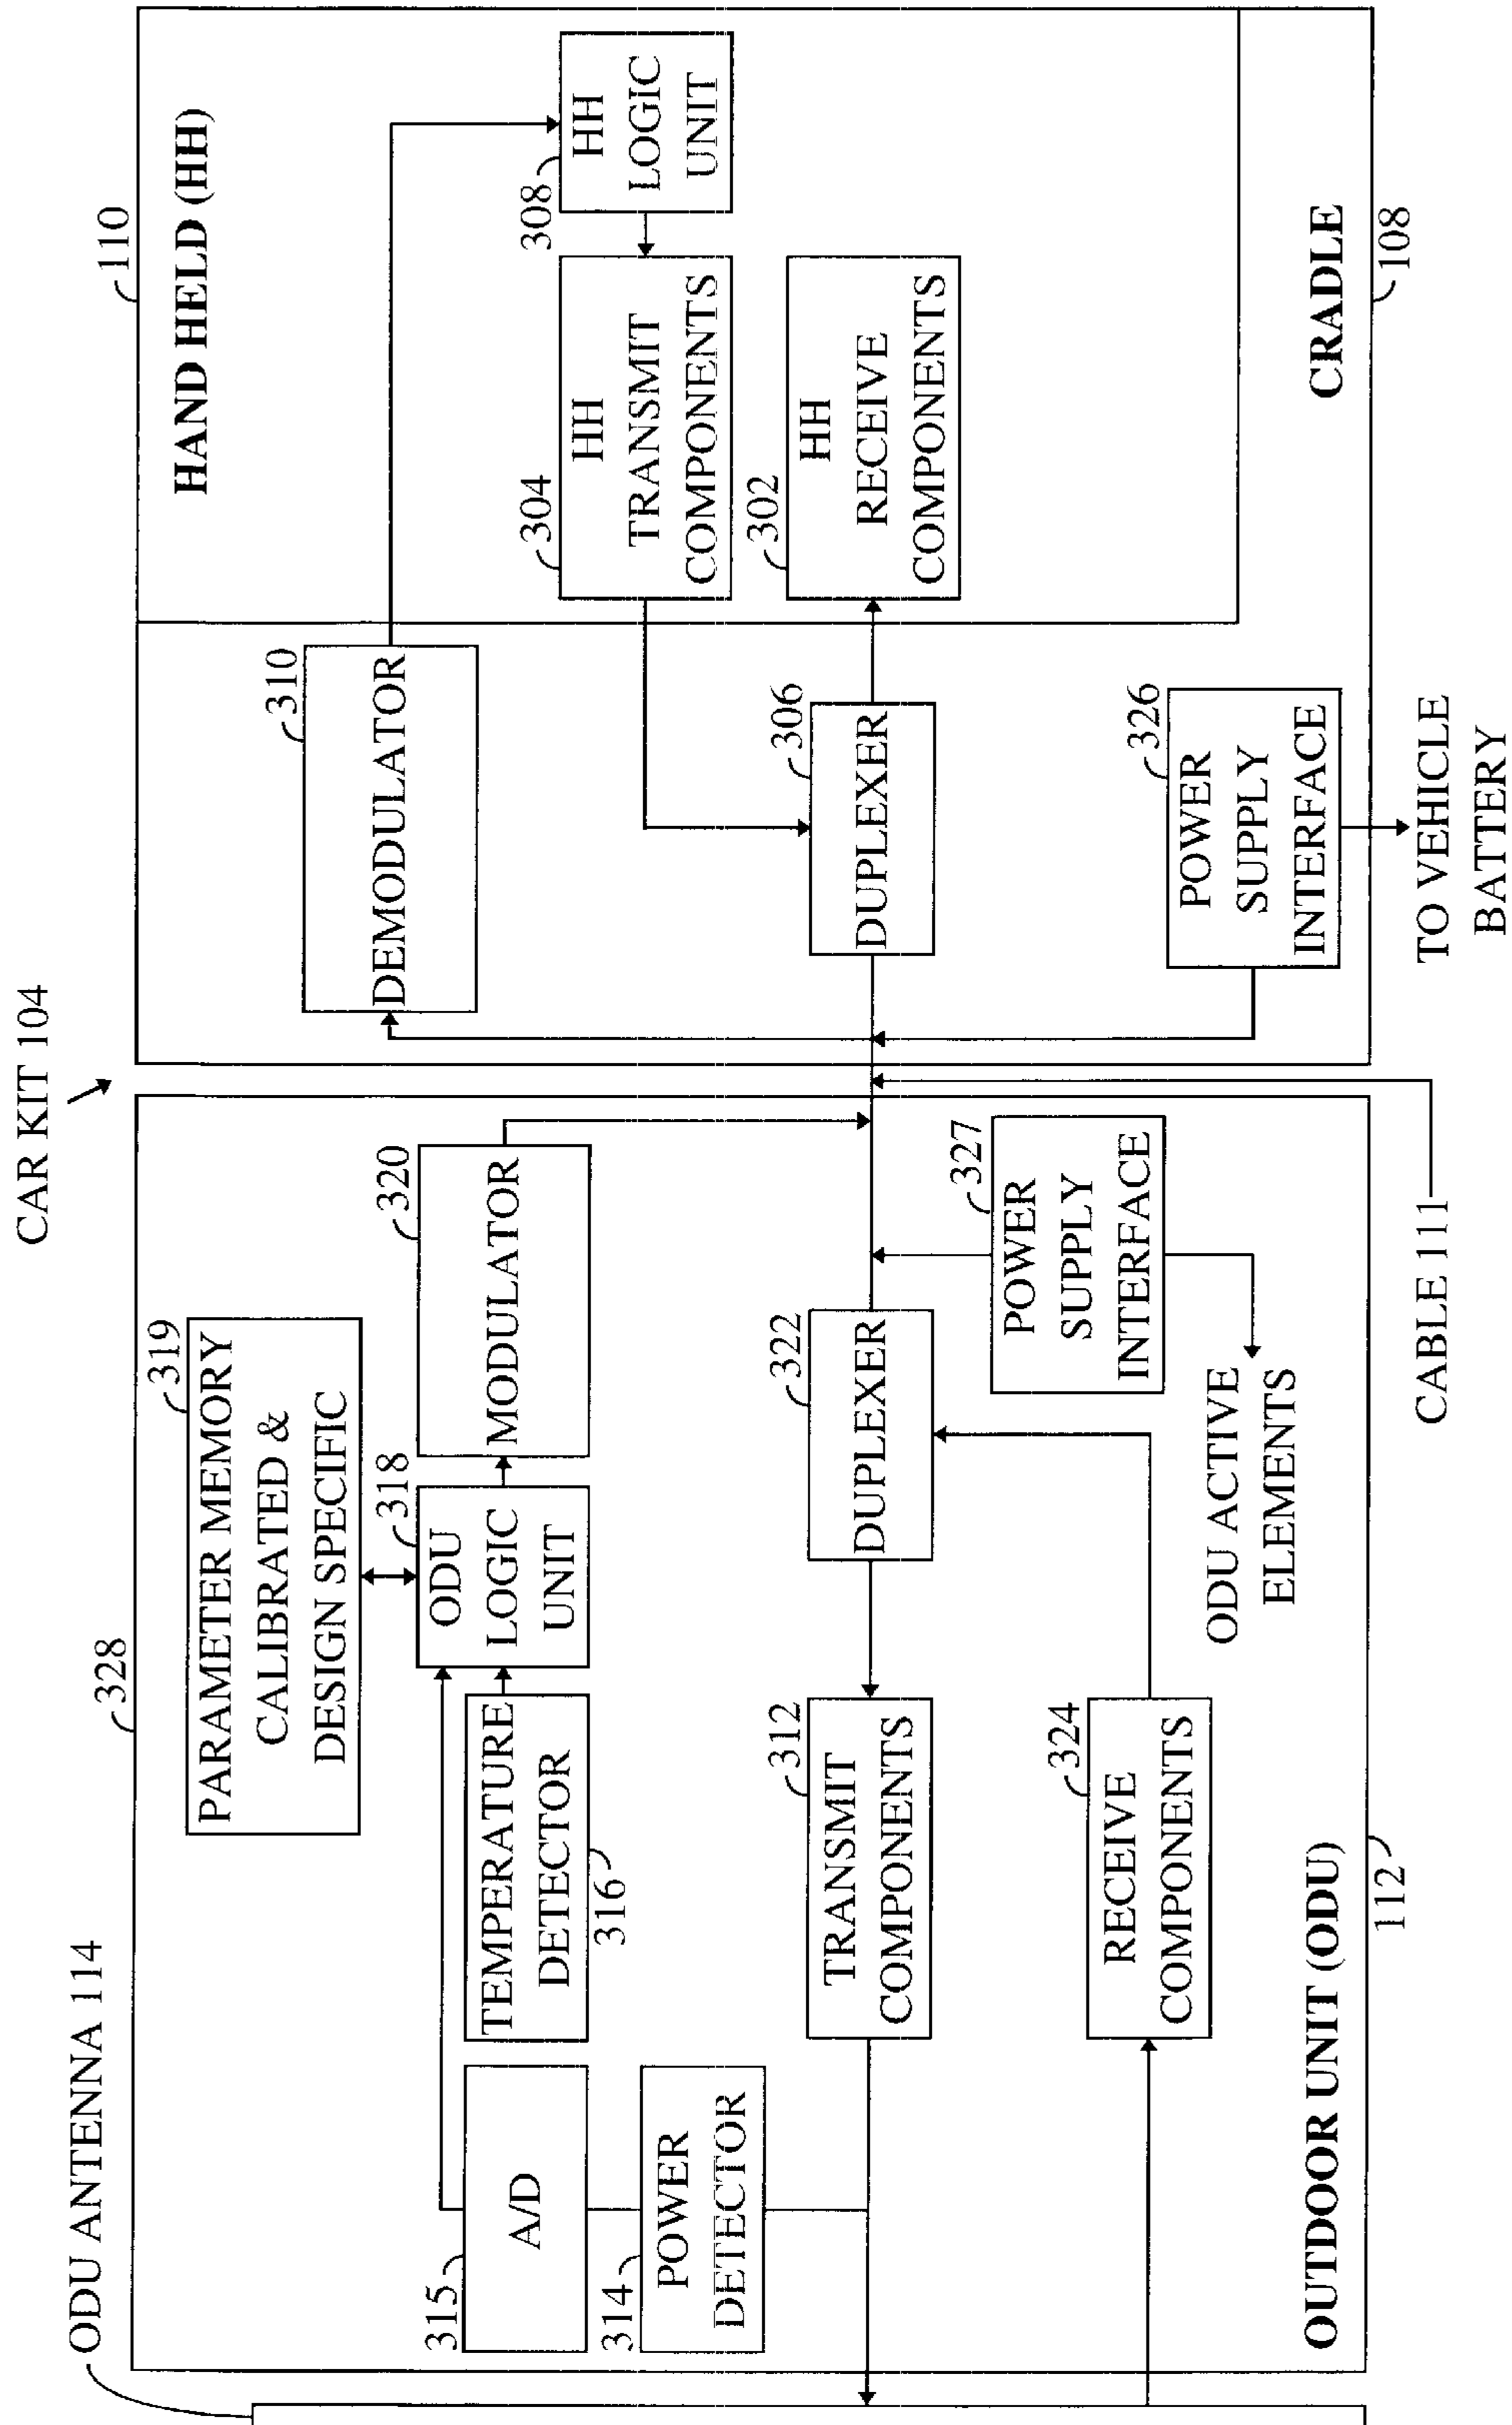 CAR KIT 104
ODU ANTENNA 114
328
319
PARAMETER MEMORY
CALIBRATED &
DESIGN SPECIFIC
315
A/D
TEMPERATURE
DETECTOR
316
318
ODU
LOGIC
UNIT
320
MODULATOR
314
POWER
DETECTOR
312
TRANSMIT
COMPONENTS
322
DUPLEXER
324
RECEIVE
COMPONENTS
327
POWER
SUPPLY
INTERFACE
ODU ACTIVE
ELEMENTS
OUTDOOR UNIT (ODU)
112
CABLE 111
110
HAND HELD (HH)
310
DEMODULATOR
308
HH
LOGIC
UNIT
304
HH
TRANSMIT
COMPONENTS
302
HH
RECEIVE
COMPONENTS
306
DUPLEXER
326
POWER
SUPPLY
INTERFACE
CRADLE
108
TO VEHICLE
BATTERY